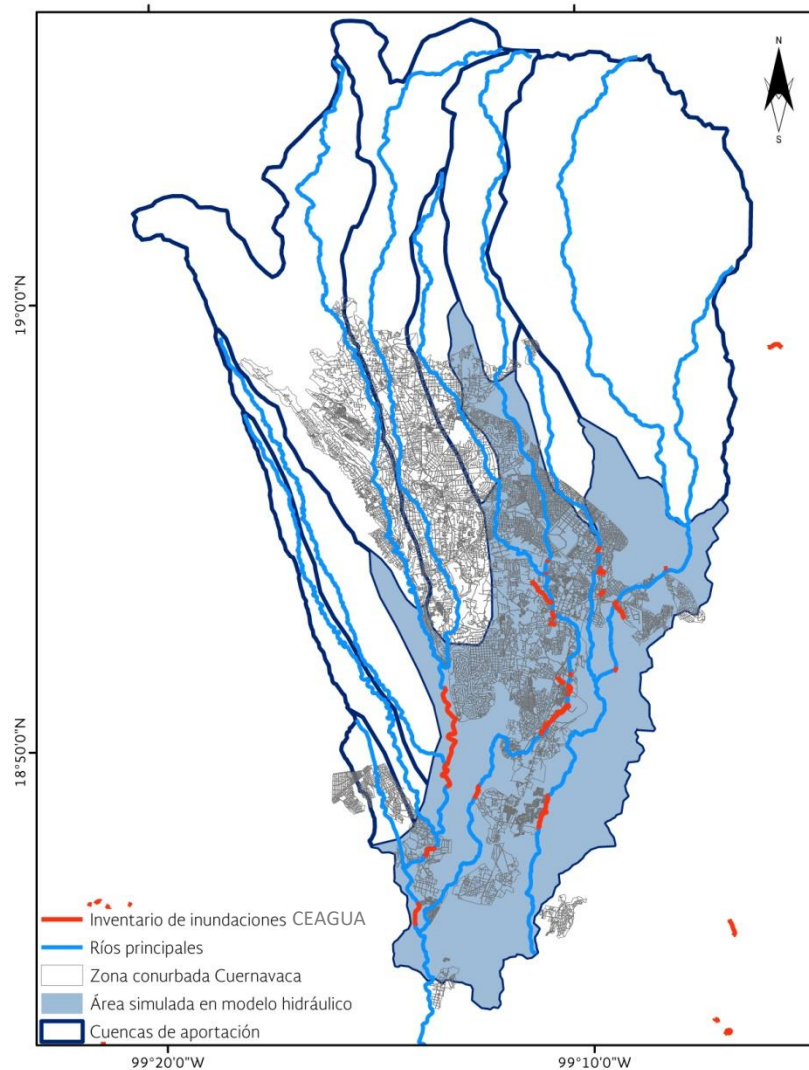 N
S
19°0'0"N
18°50'0"N
Inventario de inundaciones CEAGUA
Ríos principales
Zona conurbada Cuernavaca
Área simulada en modelo hidráulico
Cuencas de aportación
99°20'0"W
99°10'0"W